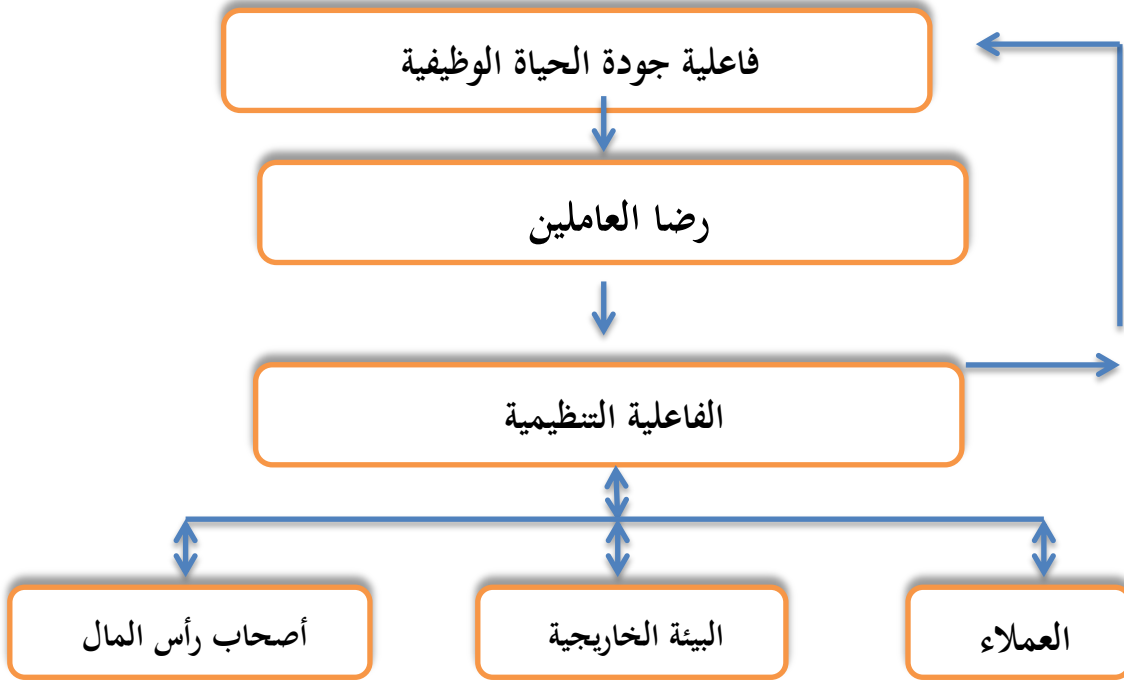 فاعلية جودة الحياة الوظيفية
رضا العاملين
الفاعلية التنظيمية
العملاء
البيئة الخاريجية
أصحاب رأس المال